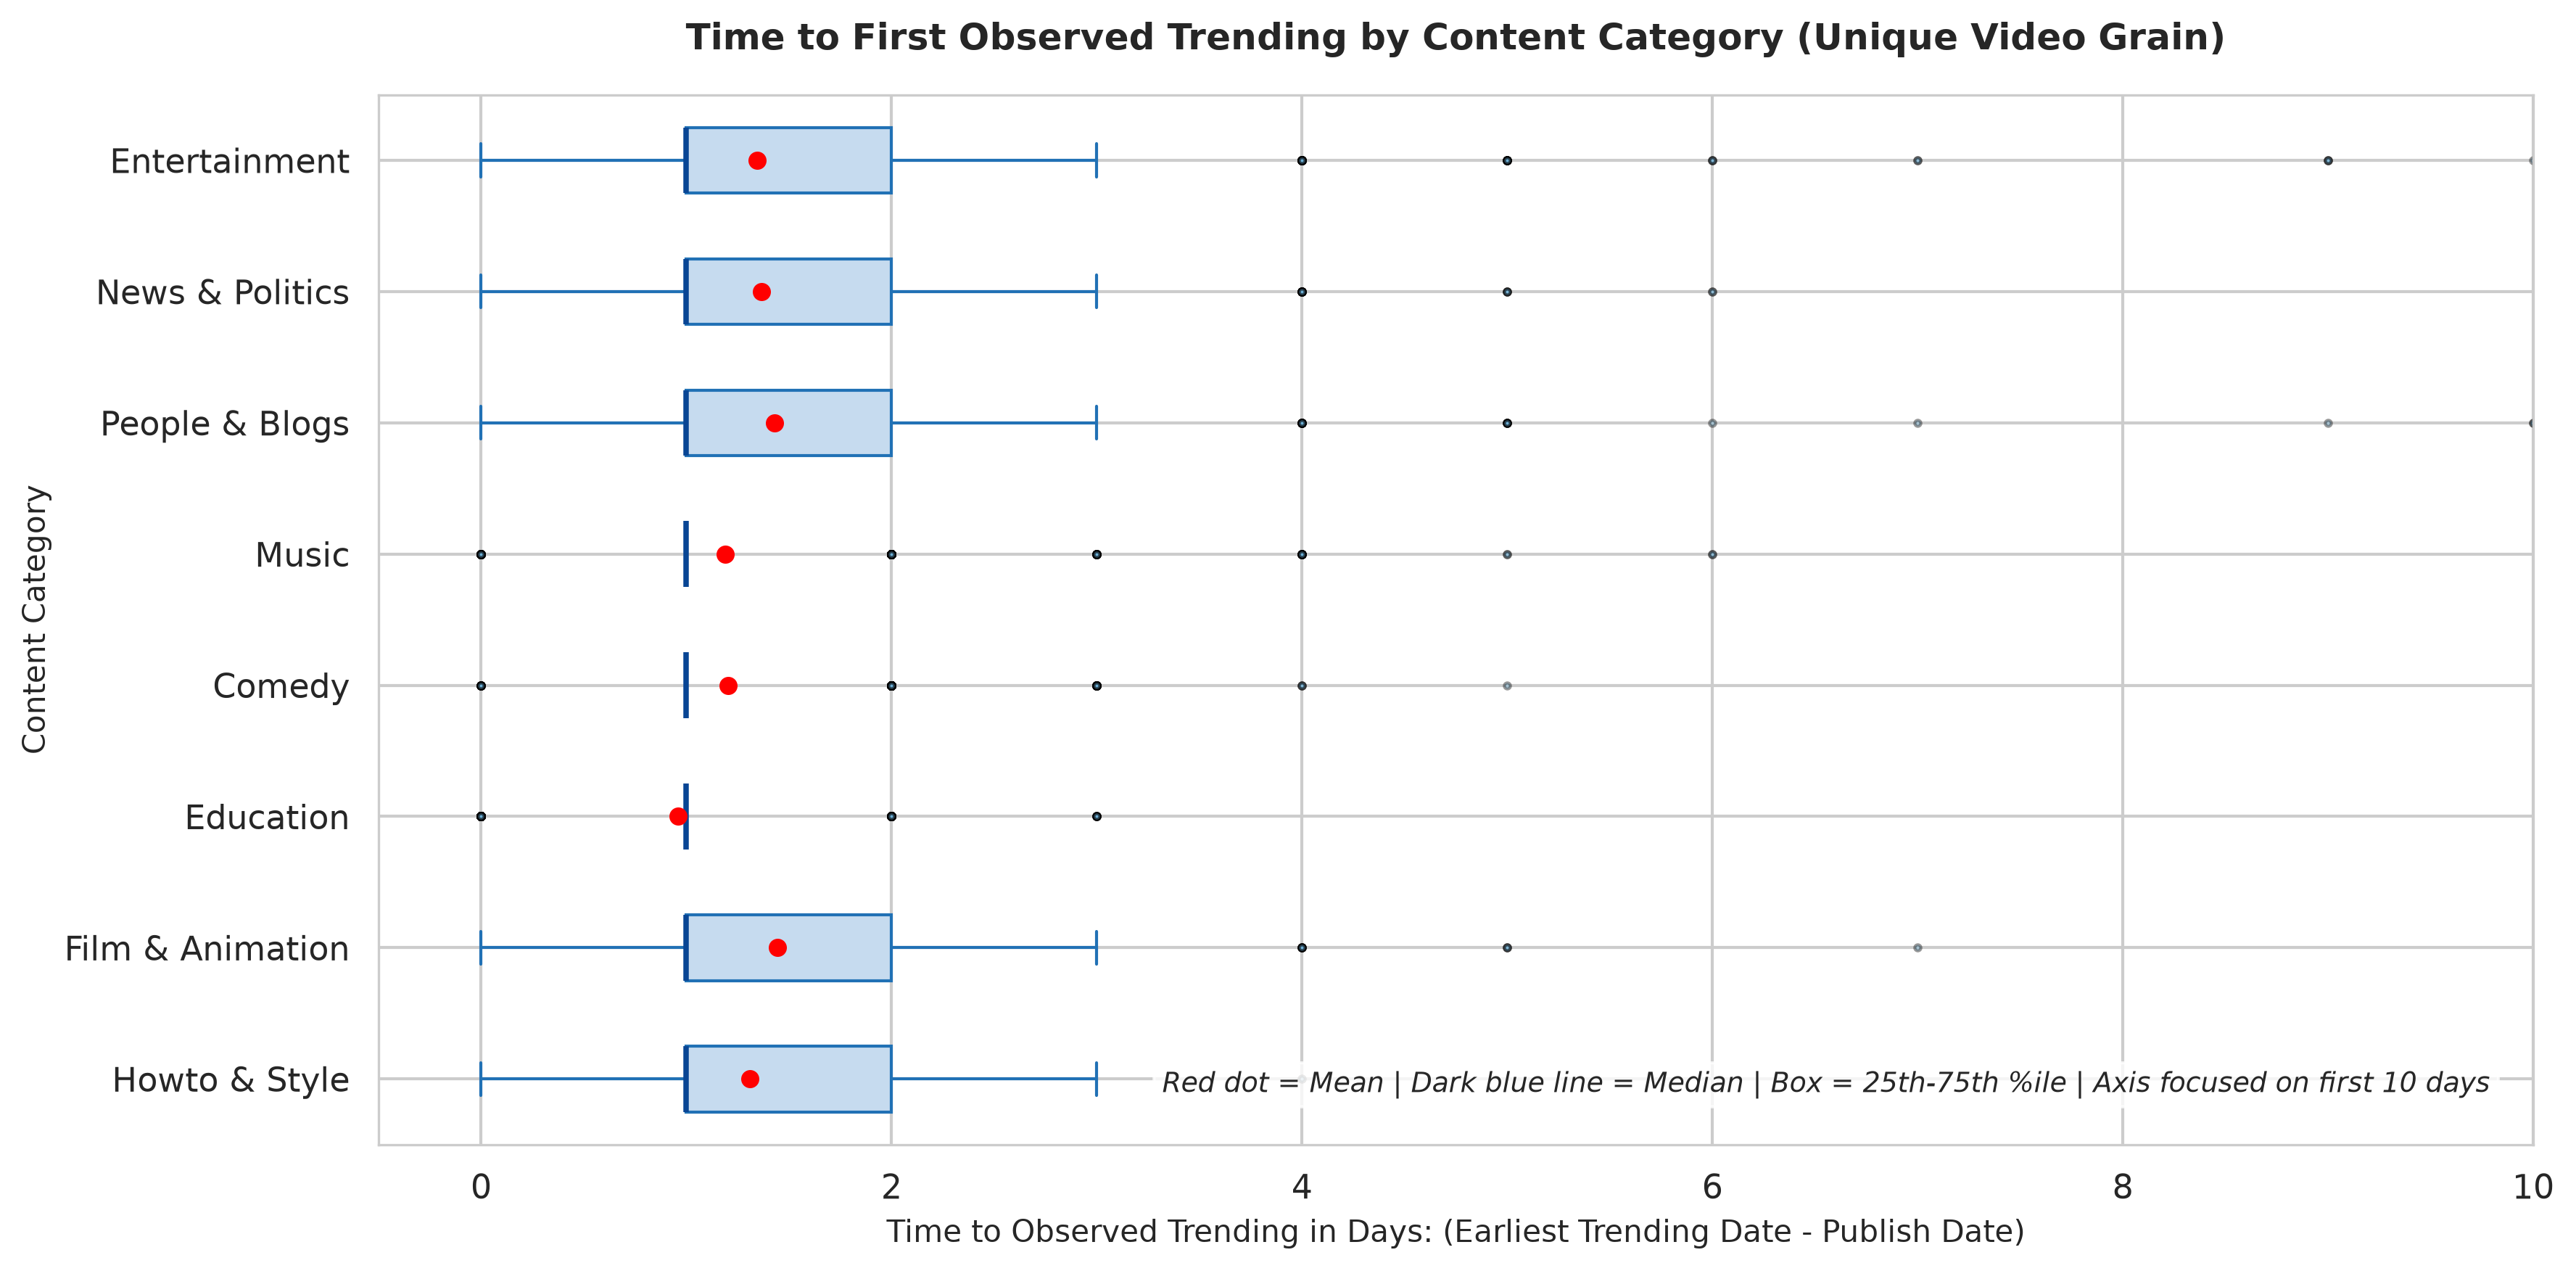 Time to First Observed Trending by Content Category (Unique Video Grain)
Content Category
Entertainment
News & Politics
People & Blogs
Music
Comedy
Education
Film & Animation
Howto & Style
Red dot = Mean | Dark blue line = Median | Box = 25th-75th %ile | Axis focused on first 10 days
0 2 4 6 8 10
Time to Observed Trending in Days: (Earliest Trending Date - Publish Date)